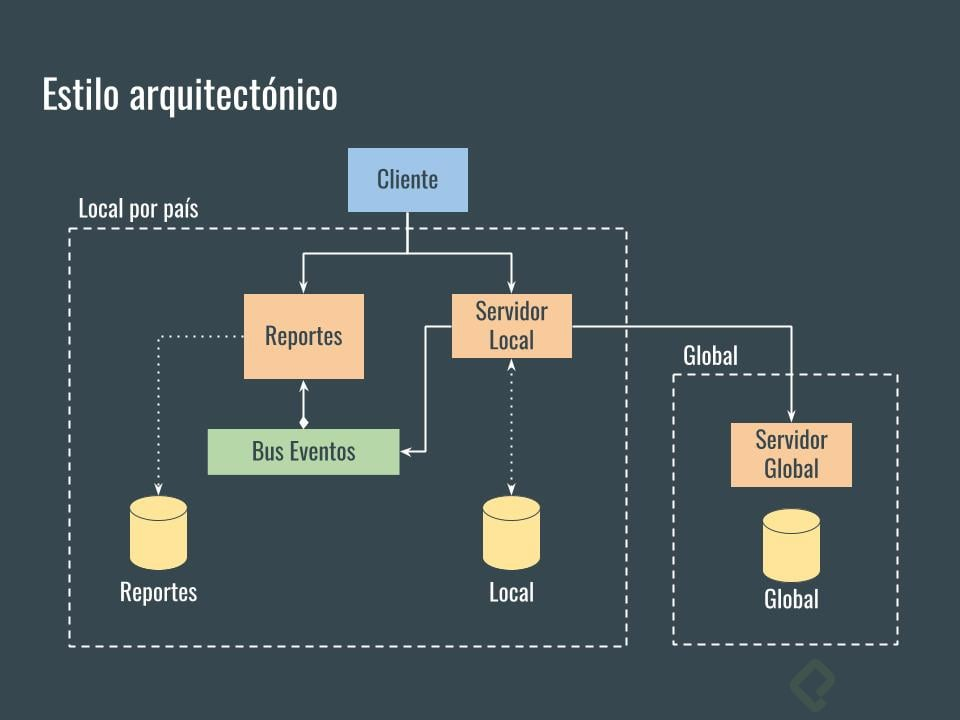 Estilo arquitectónico
Cliente
Local por país
Reportes
Servidor
Local
Global
Bus Eventos
Servidor
Global
Reportes
Local
Global